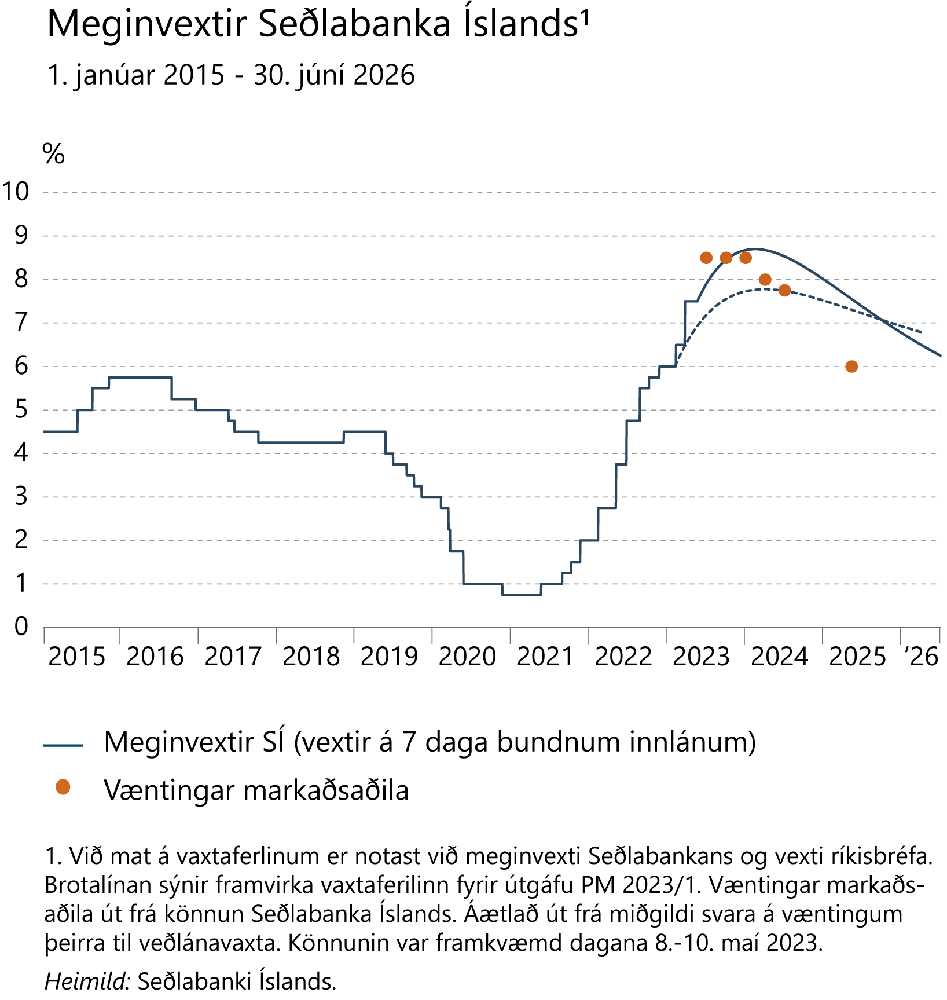 Meginvextir Seðlabanka Íslands¹
1. janúar 2015 - 30. júní 2026
%
10
9
8
7
6
5
4
3
2
1
0
2015 2016 2017 2018 2019 2020 2021 2022 2023 2024 2025 ‘26
Meginvextir SÍ (vextir á 7 daga bundnum innlánum)
Væntingar markaðsaðila
1. Við mat á vaxtaferlinum er notast við meginvexti Seðlabankans og vexti ríkisbréfa.
Brotalínan sýnir framvirka vaxtaferilinn fyrir útgáfu PM 2023/1. Væntingar markaðs-
aðila út frá könnun Seðlabanka Íslands. Áætlað út frá miðgildi svara á væntingum
þeirra til veðlánavaxta. Könnunin var framkvæmd dagana 8.-10. maí 2023.
Heimild: Seðlabanki Íslands.